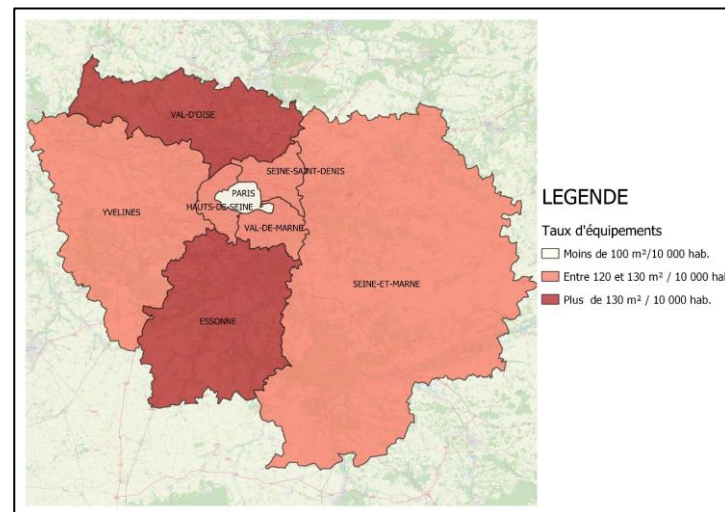 VAL-D'OISE
SEINE-SAINT-DENIS
PARIS
HAUTS-DE-SEINE
YVELINES
VAL-DE-MARNE
SEINE-ET-MARNE
ESSONNE
LEGENDE
Taux d'équipements
Moins de 100 m²/10 000 hab.
Entre 120 et 130 m² / 10 000 hab
Plus de 130 m² / 10 000 hab.